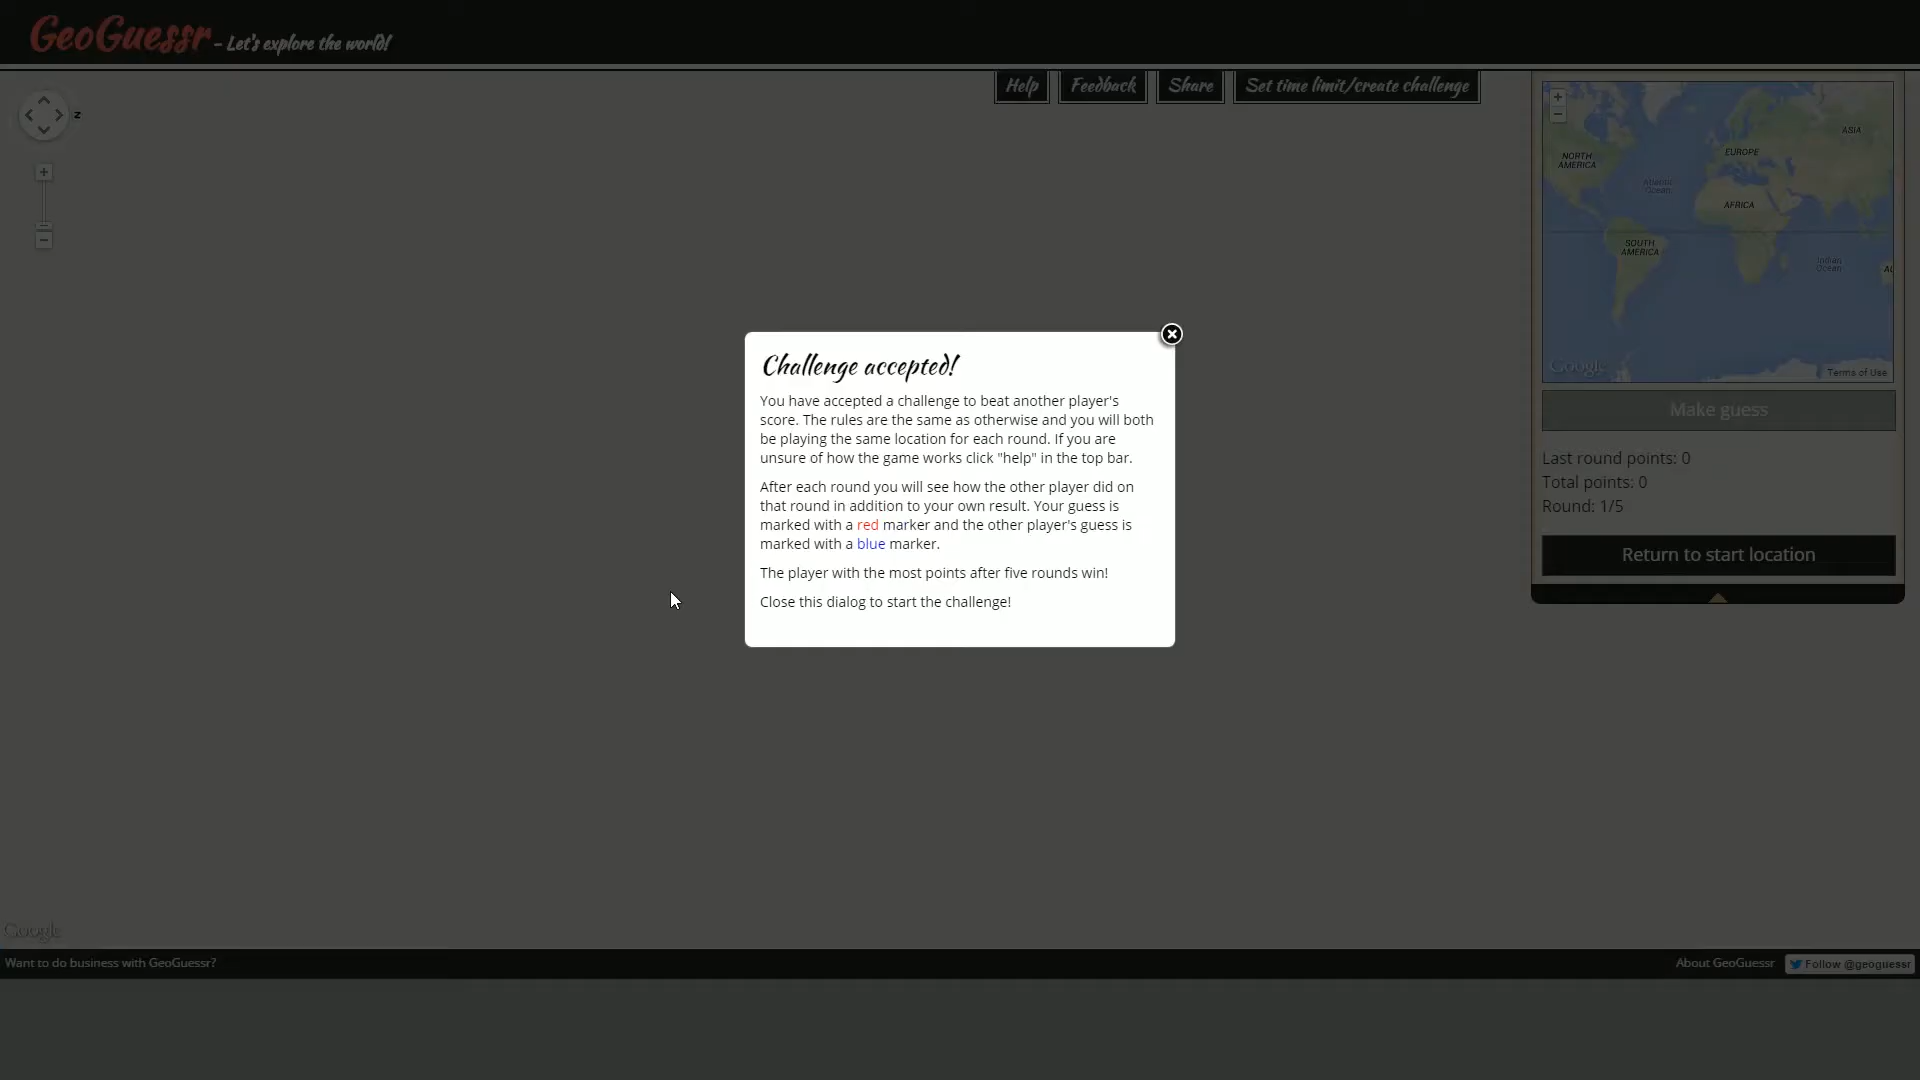 GeoGuessr - Let's explore the world!
Help
Feedback
Share
Set time limit/create challenge
N
NORTH
AMERICA
ASIA
EUROPE
Atlantic
Ocean
AFRICA
SOUTH
AMERICA
Indian
Ocean
AU
Google
Terms of Use
Make guess
Last round points: 0
Total points: 0
Round: 1/5
Return to start location
Challenge accepted!
You have accepted a challenge to beat another player's
score. The rules are the same as otherwise and you will both
be playing the same location for each round. If you are
unsure of how the game works click "help" in the top bar.
After each round you will see how the other player did on
that round in addition to your own result. Your guess is
marked with a red marker and the other player's guess is
marked with a blue marker.
The player with the most points after five rounds win!
Close this dialog to start the challenge!
Google
Want to do business with GeoGuessr?
About GeoGuessr
Follow @geoguessr